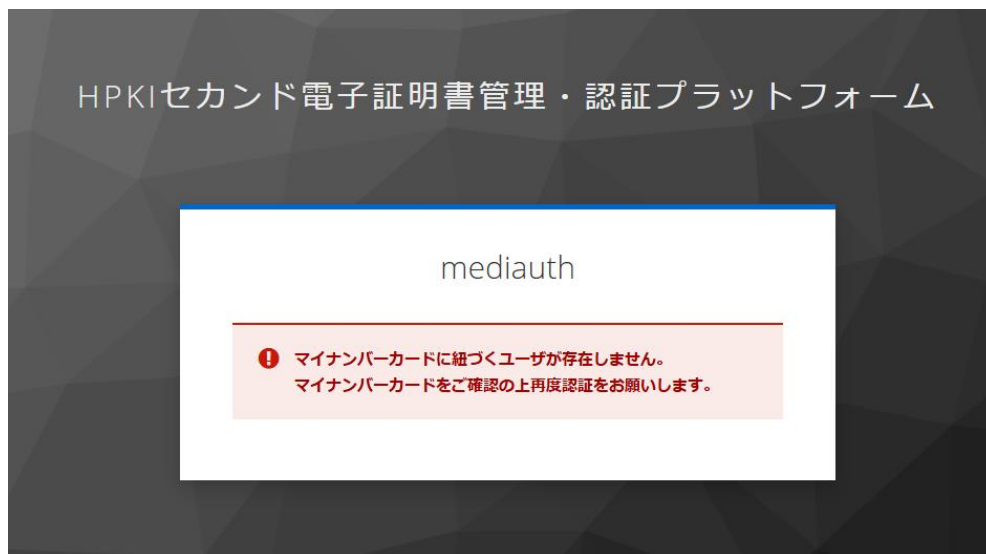 HPKIセカンド電子証明書管理・認証プラットフォーム
mediauth
マイナンバーカードに紐づくユーザが存在しません。
マイナンバーカードをご確認の上再度認証をお願いします。